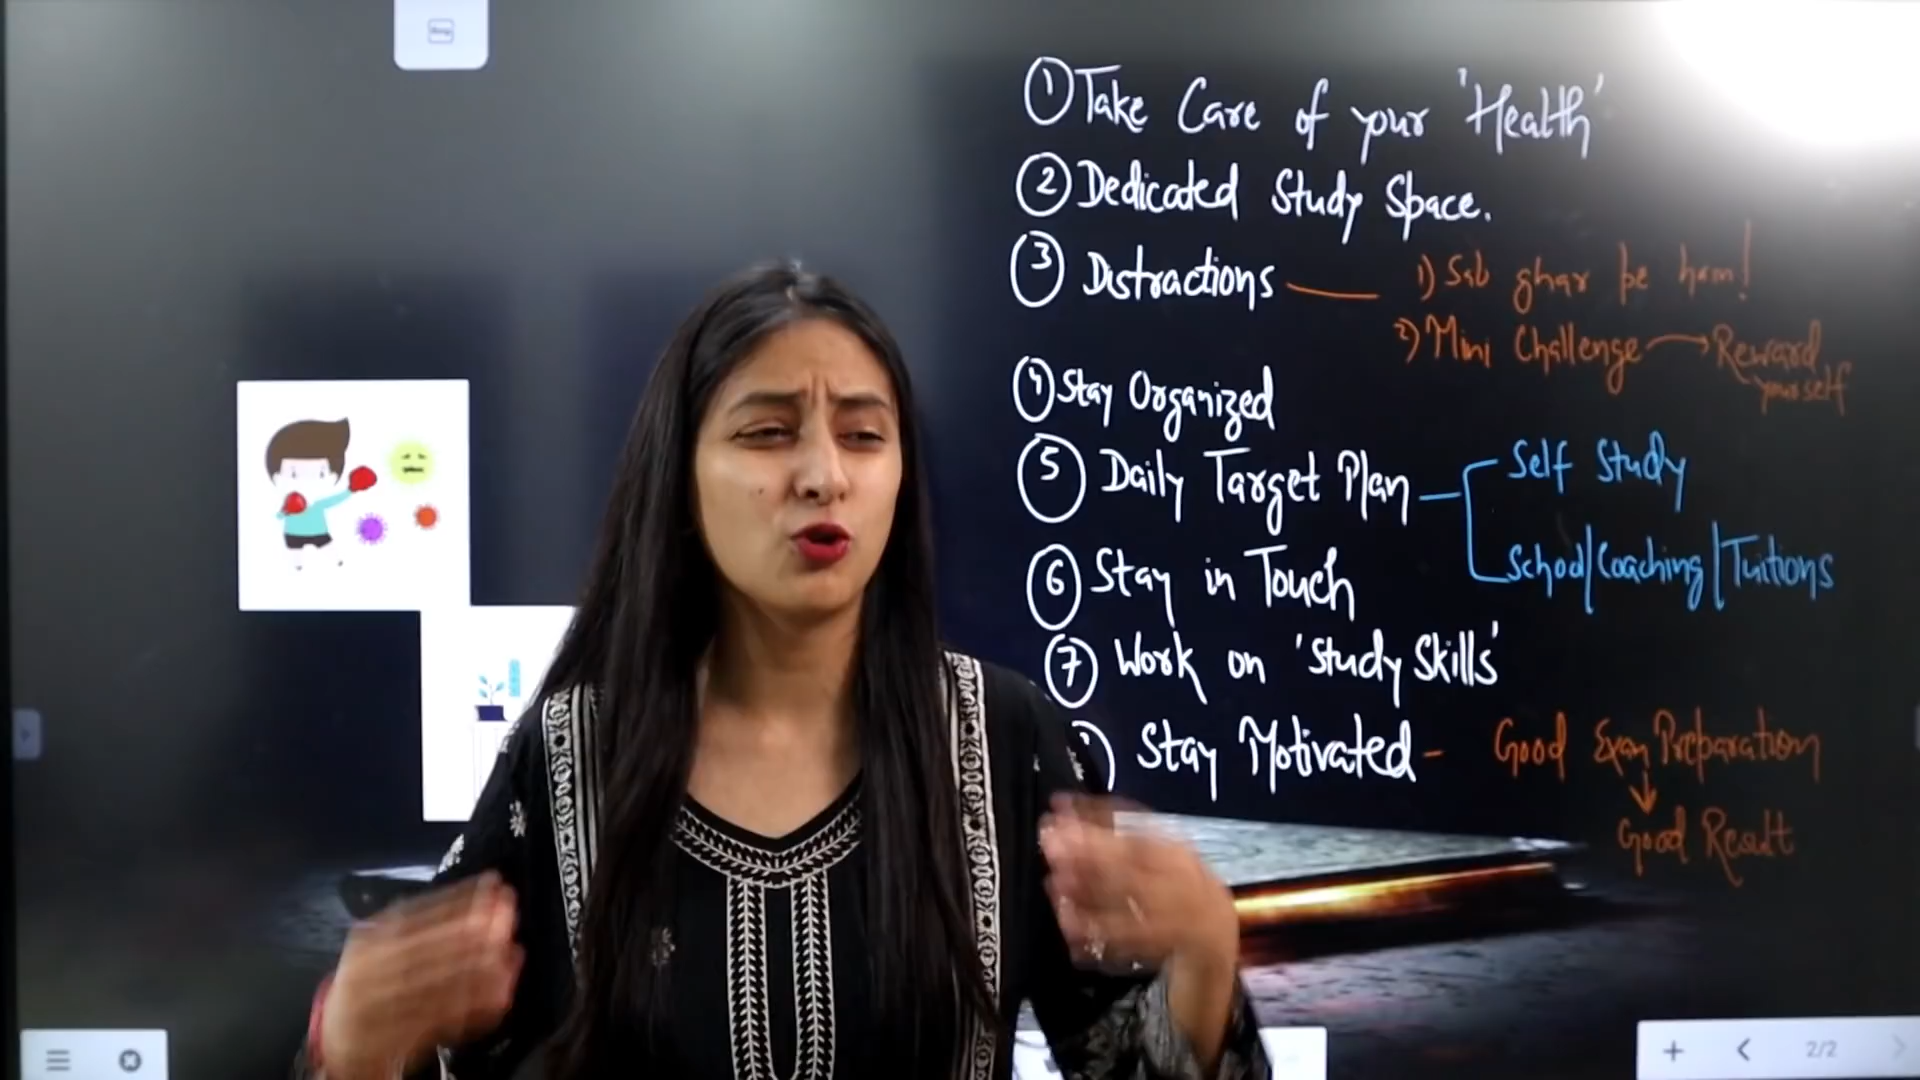 ① Take Care of your 'Health'
② Dedicated Study Space.
③ Distractions — 1) Sab ghar pe hain!
2) Mini Challenge → Reward yourself
④ Stay Organized
⑤ Daily Target Plan — Self Study
School/Coaching/Tuitions
⑥ Stay in Touch
⑦ Work on 'Study Skills'
Stay Motivated - Good Exam Preparation
↓
Good Result
2/2